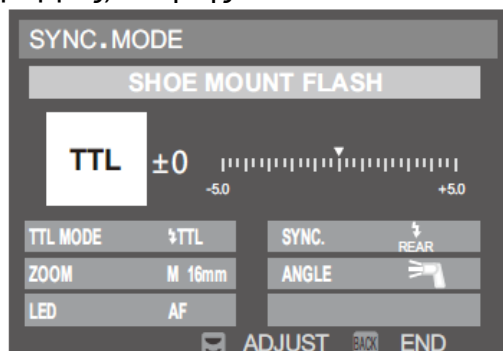 SYNC.MODE
SHOE MOUNT FLASH
TTL ±0
-5.0 +5.0
TTL MODE TTL SYNC. REAR
ZOOM M 16mm ANGLE
LED AF
ADJUST BACK END